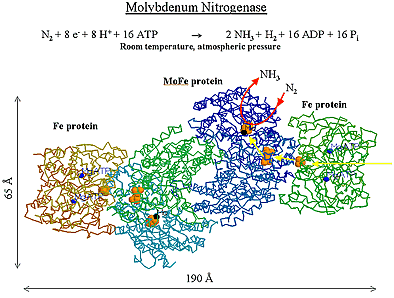 Molybdenum Nitrogenase
N₂ + 8 e⁻ + 8 H⁺ + 16 ATP → 2 NH₃ + H₂ + 16 ADP + 16 Pᵢ
Room temperature, atmospheric pressure
NH₃
MoFe protein
N₂
Fe protein
Fe protein
65 Å
190 Å